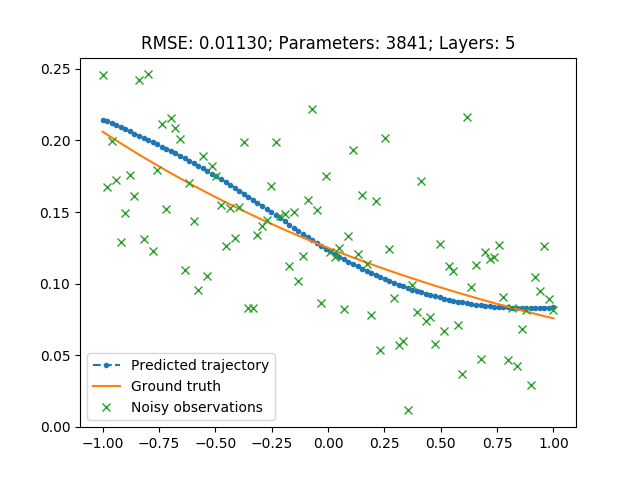 RMSE: 0.01130; Parameters: 3841; Layers: 5
0.25
0.20
0.15
0.10
0.05
0.00
Predicted trajectory
Ground truth
Noisy observations
−1.00 −0.75 −0.50 −0.25 0.00 0.25 0.50 0.75 1.00